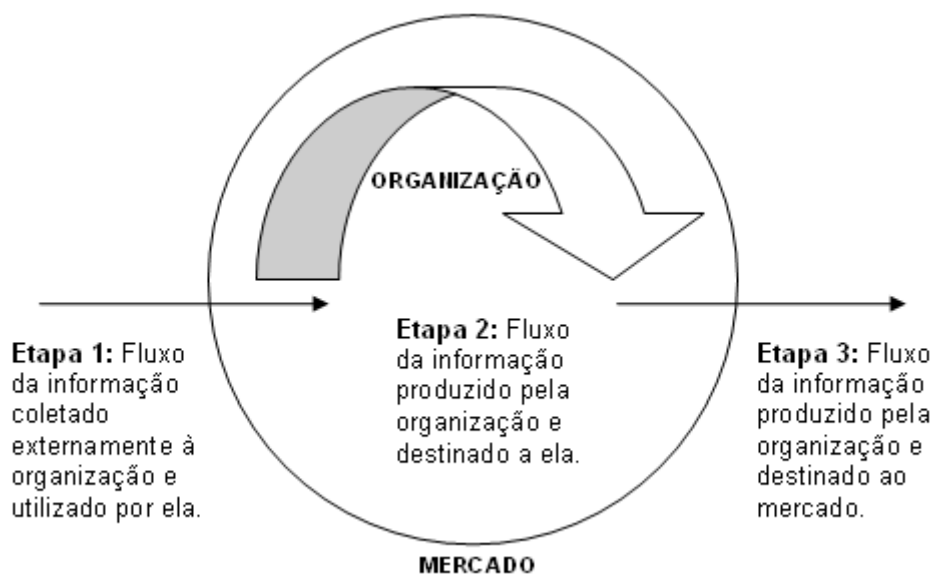 ORGANIZAÇÃO
Etapa 1: Fluxo
da informação
coletado
externamente à
organização e
utilizado por ela.
Etapa 2: Fluxo
da informação
produzido pela
organização e
destinado a ela.
Etapa 3: Fluxo
da informação
produzido pela
organização e
destinado ao
mercado.
MERCADO